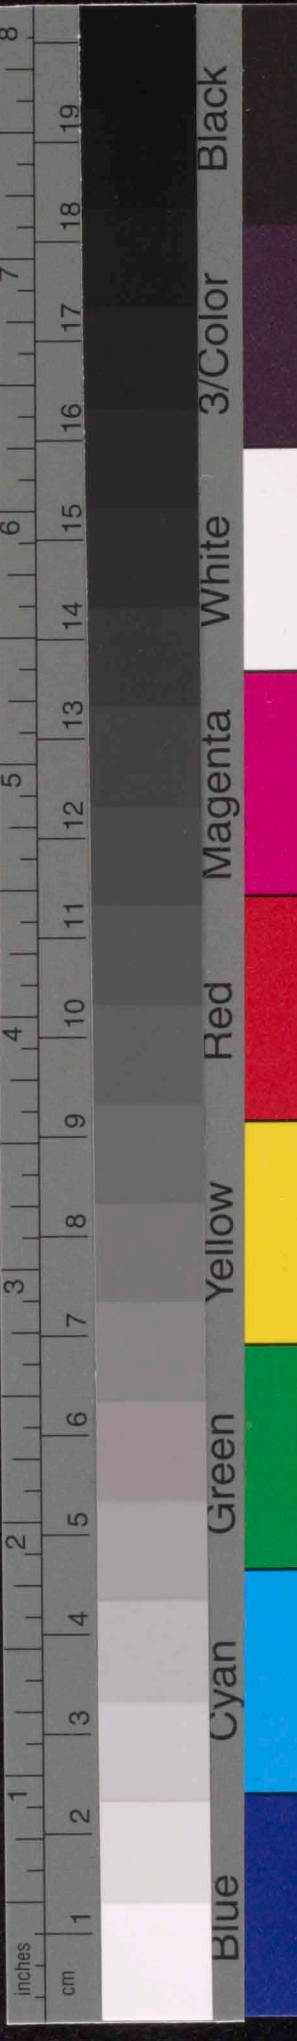 inches 1 2 3 4 5 6 7 8
cm 1 2 3 4 5 6 7 8 9 10 11 12 13 14 15 16 17 18 19
Blue Cyan Green Yellow Red Magenta White 3/Color Black